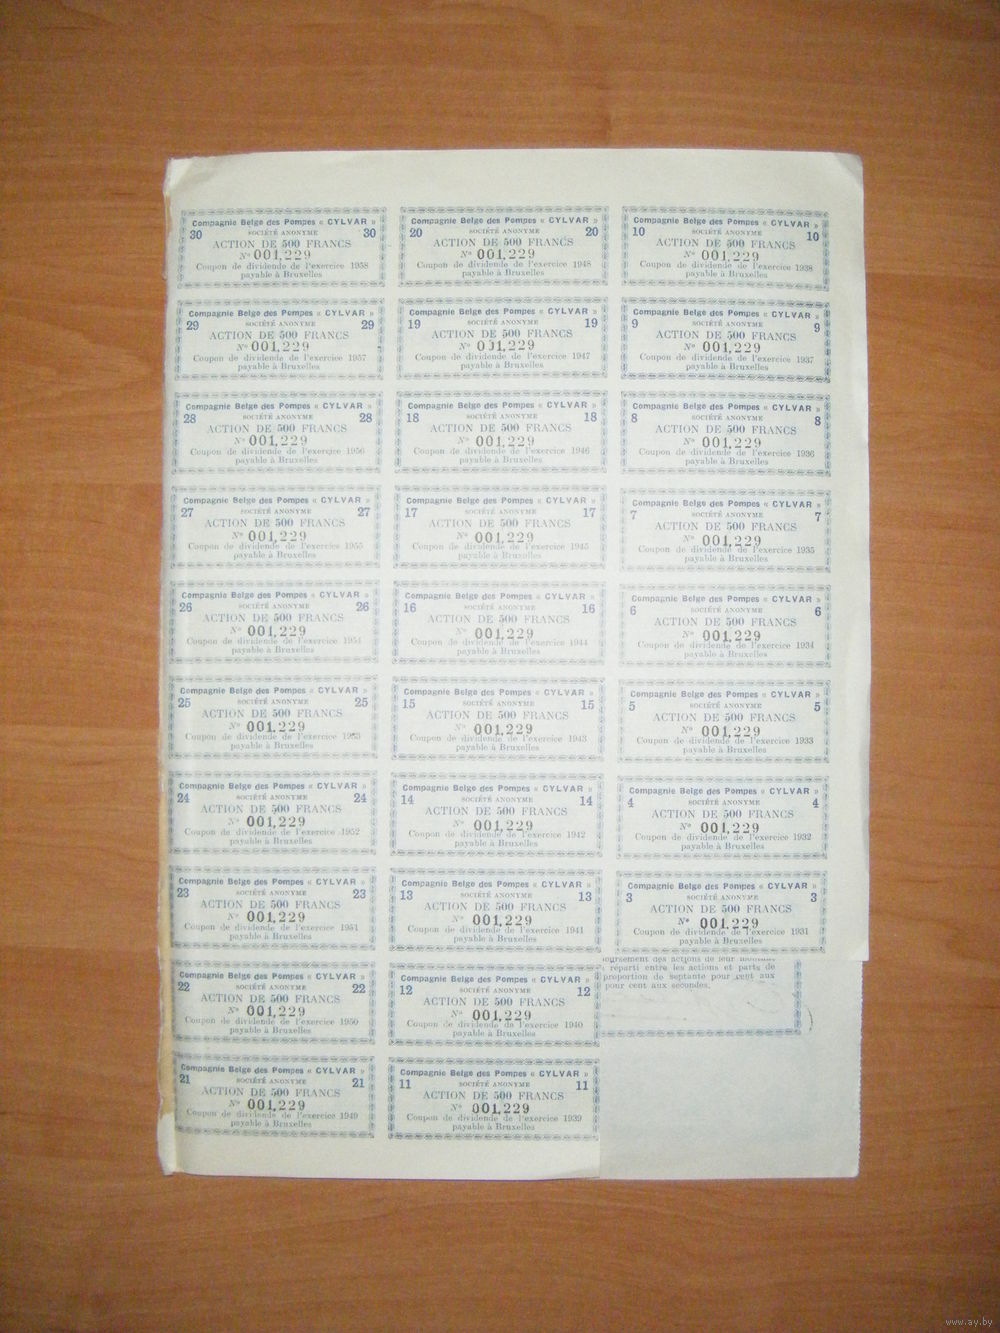 Compagnie Belge des Pompes « CYLVAR »
30 SOCIÉTÉ ANONYME 30
ACTION DE 500 FRANCS
Nº 001,229
Coupon de dividende de l'exercice 1958
payable à Bruxelles
Compagnie Belge des Pompes « CYLVAR »
29 SOCIÉTÉ ANONYME 29
ACTION DE 500 FRANCS
Nº 001,229
Coupon de dividende de l'exercice 1957
payable à Bruxelles
Compagnie Belge des Pompes « CYLVAR »
28 SOCIÉTÉ ANONYME 28
ACTION DE 500 FRANCS
Nº 001,229
Coupon de dividende de l'exercice 1956
payable à Bruxelles
Compagnie Belge des Pompes « CYLVAR »
27 SOCIÉTÉ ANONYME 27
ACTION DE 500 FRANCS
Nº 001,229
Coupon de dividende de l'exercice 1955
payable à Bruxelles
Compagnie Belge des Pompes « CYLVAR »
26 SOCIÉTÉ ANONYME 26
ACTION DE 500 FRANCS
Nº 001,229
Coupon de dividende de l'exercice 1954
payable à Bruxelles
Compagnie Belge des Pompes « CYLVAR »
25 SOCIÉTÉ ANONYME 25
ACTION DE 500 FRANCS
Nº 001,229
Coupon de dividende de l'exercice 1953
payable à Bruxelles
Compagnie Belge des Pompes « CYLVAR »
24 SOCIÉTÉ ANONYME 24
ACTION DE 500 FRANCS
Nº 001,229
Coupon de dividende de l'exercice 1952
payable à Bruxelles
Compagnie Belge des Pompes « CYLVAR »
23 SOCIÉTÉ ANONYME 23
ACTION DE 500 FRANCS
Nº 001,229
Coupon de dividende de l'exercice 1951
payable à Bruxelles
Compagnie Belge des Pompes « CYLVAR »
22 SOCIÉTÉ ANONYME 22
ACTION DE 500 FRANCS
Nº 001,229
Coupon de dividende de l'exercice 1950
payable à Bruxelles
Compagnie Belge des Pompes « CYLVAR »
21 SOCIÉTÉ ANONYME 21
ACTION DE 500 FRANCS
Nº 001,229
Coupon de dividende de l'exercice 1949
payable à Bruxelles
Compagnie Belge des Pompes « CYLVAR »
20 SOCIÉTÉ ANONYME 20
ACTION DE 500 FRANCS
Nº 001,229
Coupon de dividende de l'exercice 1948
payable à Bruxelles
Compagnie Belge des Pompes « CYLVAR »
19 SOCIÉTÉ ANONYME 19
ACTION DE 500 FRANCS
Nº 001,229
Coupon de dividende de l'exercice 1947
payable à Bruxelles
Compagnie Belge des Pompes « CYLVAR »
18 SOCIÉTÉ ANONYME 18
ACTION DE 500 FRANCS
Nº 001,229
Coupon de dividende de l'exercice 1946
payable à Bruxelles
Compagnie Belge des Pompes « CYLVAR »
17 SOCIÉTÉ ANONYME 17
ACTION DE 500 FRANCS
Nº 001,229
Coupon de dividende de l'exercice 1945
payable à Bruxelles
Compagnie Belge des Pompes « CYLVAR »
16 SOCIÉTÉ ANONYME 16
ACTION DE 500 FRANCS
Nº 001,229
Coupon de dividende de l'exercice 1944
payable à Bruxelles
Compagnie Belge des Pompes « CYLVAR »
15 SOCIÉTÉ ANONYME 15
ACTION DE 500 FRANCS
Nº 001,229
Coupon de dividende de l'exercice 1943
payable à Bruxelles
Compagnie Belge des Pompes « CYLVAR »
14 SOCIÉTÉ ANONYME 14
ACTION DE 500 FRANCS
Nº 001,229
Coupon de dividende de l'exercice 1942
payable à Bruxelles
Compagnie Belge des Pompes « CYLVAR »
13 SOCIÉTÉ ANONYME 13
ACTION DE 500 FRANCS
Nº 001,229
Coupon de dividende de l'exercice 1941
payable à Bruxelles
Compagnie Belge des Pompes « CYLVAR »
12 SOCIÉTÉ ANONYME 12
ACTION DE 500 FRANCS
Nº 001,229
Coupon de dividende de l'exercice 1940
payable à Bruxelles
Compagnie Belge des Pompes « CYLVAR »
11 SOCIÉTÉ ANONYME 11
ACTION DE 500 FRANCS
Nº 001,229
Coupon de dividende de l'exercice 1939
payable à Bruxelles
Compagnie Belge des Pompes « CYLVAR »
10 SOCIÉTÉ ANONYME 10
ACTION DE 500 FRANCS
Nº 001,229
Coupon de dividende de l'exercice 1938
payable à Bruxelles
Compagnie Belge des Pompes « CYLVAR »
9 SOCIÉTÉ ANONYME 9
ACTION DE 500 FRANCS
Nº 001,229
Coupon de dividende de l'exercice 1937
payable à Bruxelles
Compagnie Belge des Pompes « CYLVAR »
8 SOCIÉTÉ ANONYME 8
ACTION DE 500 FRANCS
Nº 001,229
Coupon de dividende de l'exercice 1936
payable à Bruxelles
Compagnie Belge des Pompes « CYLVAR »
7 SOCIÉTÉ ANONYME 7
ACTION DE 500 FRANCS
Nº 001,229
Coupon de dividende de l'exercice 1935
payable à Bruxelles
Compagnie Belge des Pompes « CYLVAR »
6 SOCIÉTÉ ANONYME 6
ACTION DE 500 FRANCS
Nº 001,229
Coupon de dividende de l'exercice 1934
payable à Bruxelles
Compagnie Belge des Pompes « CYLVAR »
5 SOCIÉTÉ ANONYME 5
ACTION DE 500 FRANCS
Nº 001,229
Coupon de dividende de l'exercice 1933
payable à Bruxelles
Compagnie Belge des Pompes « CYLVAR »
4 SOCIÉTÉ ANONYME 4
ACTION DE 500 FRANCS
Nº 001,229
Coupon de dividende de l'exercice 1932
payable à Bruxelles
Compagnie Belge des Pompes « CYLVAR »
3 SOCIÉTÉ ANONYME 3
ACTION DE 500 FRANCS
Nº 001,229
Coupon de dividende de l'exercice 1931
payable à Bruxelles
oursement des actions de leur
réparti entre les actions et parts de
proportion de septante pour cent aux
pour cent aux secondes.
www.ay.by